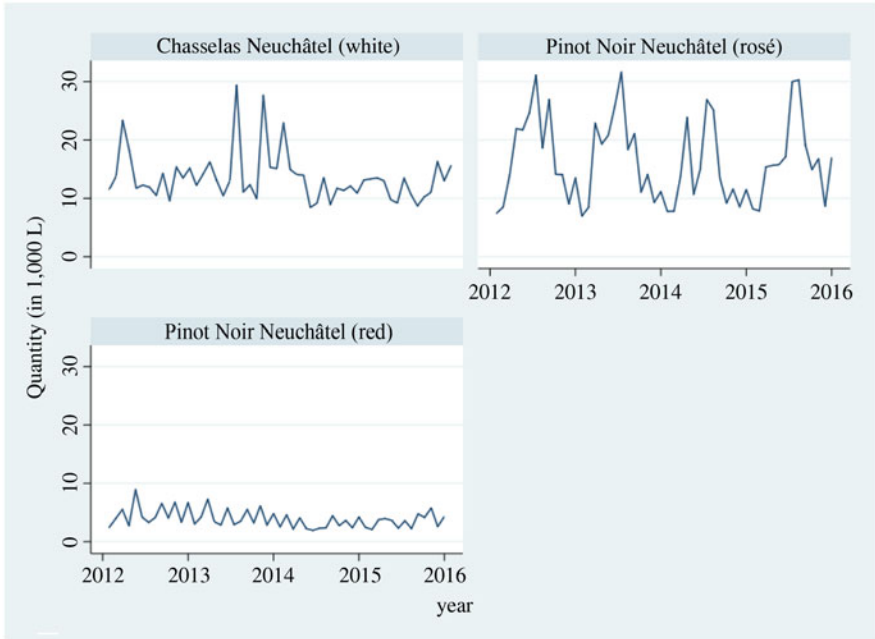 Chasselas Neuchâtel (white)
Pinot Noir Neuchâtel (rosé)
30
20
10
0
2012 2013 2014 2015 2016
Pinot Noir Neuchâtel (red)
30
20
10
0
2012 2013 2014 2015 2016
Quantity (in 1,000 L)
year